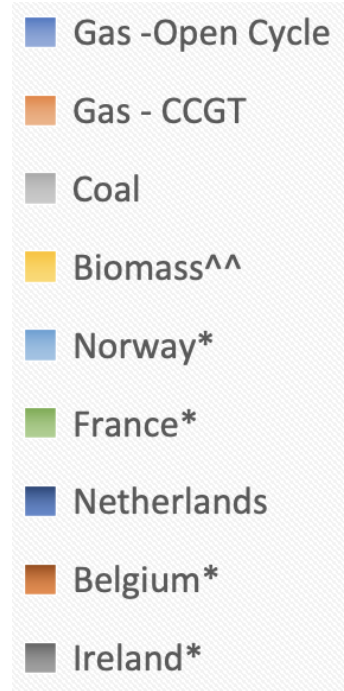 Gas -Open Cycle
Gas - CCGT
Coal
Biomass^^
Norway*
France*
Netherlands
Belgium*
Ireland*